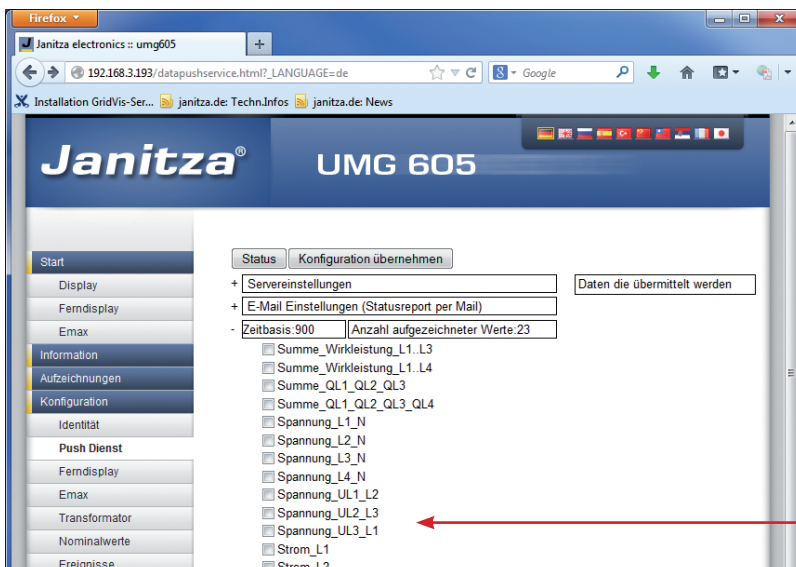 Firefox
Janitza electronics :: umg605
192.168.3.193/datapushservice.html?_LANGUAGE=de
Google
Installation GridVis-Ser...
janitza.de: Techn.Infos
janitza.de: News
Janitza®
UMG 605
Start
Display
Ferndisplay
Emax
Information
Aufzeichnungen
Konfiguration
Identität
Push Dienst
Ferndisplay
Emax
Transformator
Nominalwerte
Ereignisse
Status
Konfiguration übernehmen
+ Servereinstellungen
Daten die übermittelt werden
+ E-Mail Einstellungen (Statusreport per Mail)
- Zeitbasis:900
Anzahl aufgezeichneter Werte:23
Summe_Wirkleistung_L1..L3
Summe_Wirkleistung_L1..L4
Summe_QL1_QL2_QL3
Summe_QL1_QL2_QL3_QL4
Spannung_L1_N
Spannung_L2_N
Spannung_L3_N
Spannung_L4_N
Spannung_UL1_L2
Spannung_UL2_L3
Spannung_UL3_L1
Strom_L1
Strom_L2